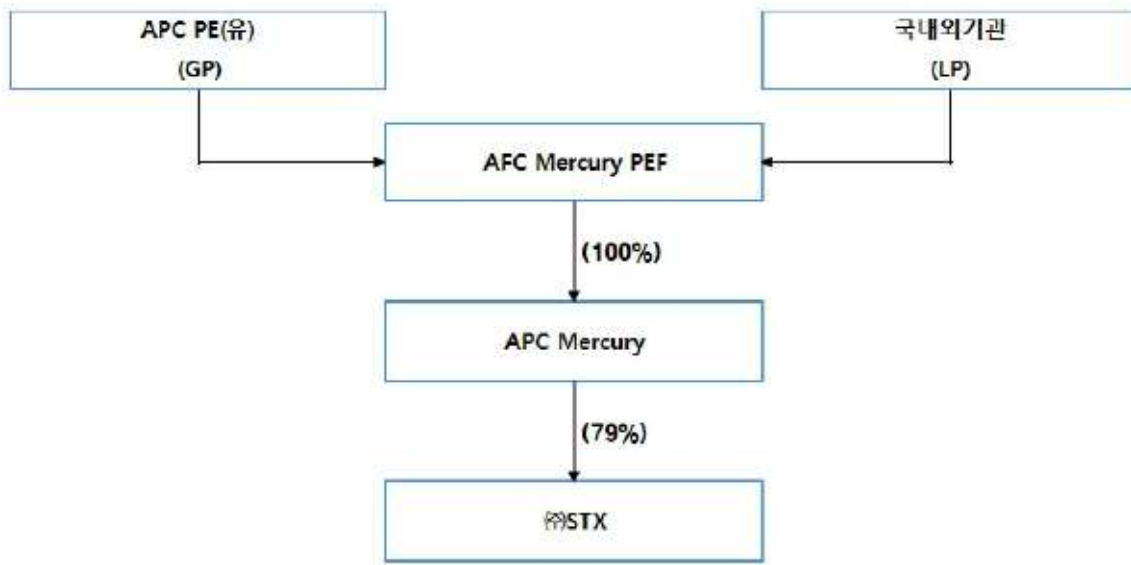 APC PE(유)
(GP)
국내외기관
(LP)
AFC Mercury PEF
(100%)
APC Mercury
(79%)
㈜STX